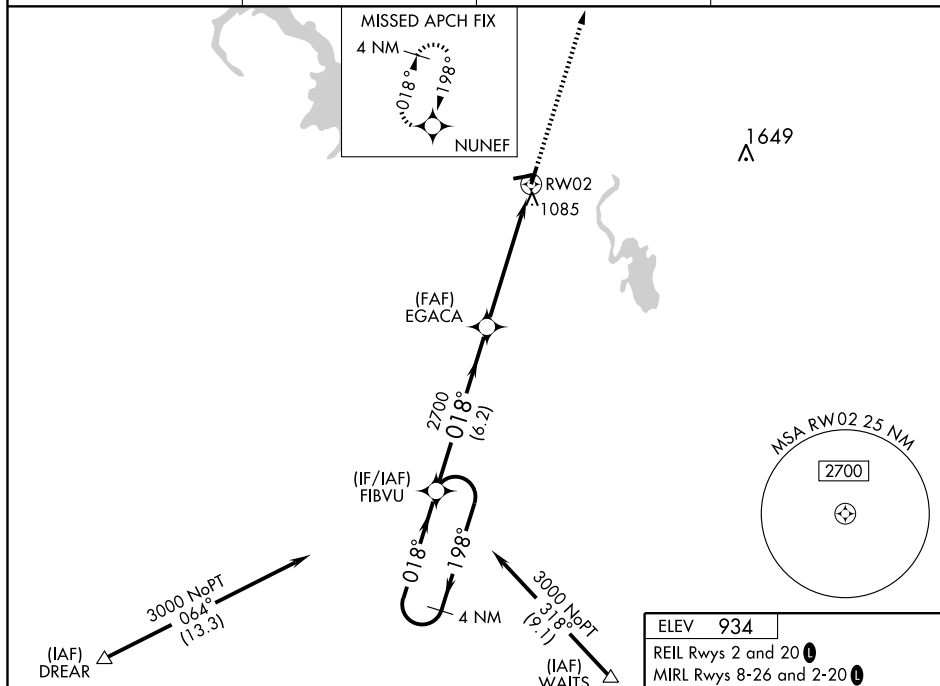 MISSED APCH FIX
4 NM
018°
198°
NUNEF
1649
RW02
1085
(FAF)
EGACA
2700
018°
(6.2)
MSA RW02 25 NM
2700
(IF/IAF)
FIBVU
018°
198°
4 NM
3000 NoPT
064°
(13.3)
(IAF)
DREAR
3000 NoPT
318°
(9.1)
(IAF)
WAITS
ELEV 934
REIL Rwys 2 and 20 L
MIRL Rwys 8-26 and 2-20 L